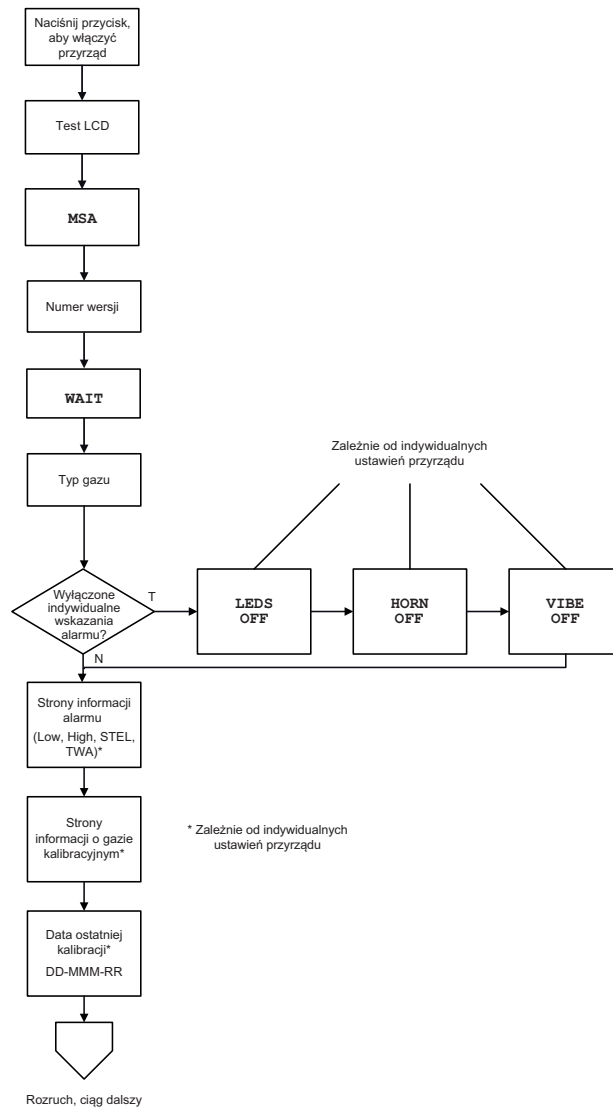 Naciśnij przycisk,
aby włączyć
przyrząd
Test LCD
MSA
Numer wersji
WAIT
Typ gazu
Zależnie od indywidualnych
ustawień przyrządu
Wyłączone
indywidualne
wskazania
alarmu?
T
LEDS
OFF
HORN
OFF
VIBE
OFF
N
Strony informacji
alarmu
(Low, High, STEL,
TWA)*
Strony
informacji o gazie
kalibracyjnym*
* Zależnie od indywidualnych
ustawień przyrządu
Data ostatniej
kalibracji*
DD-MMM-RR
Rozruch, ciąg dalszy